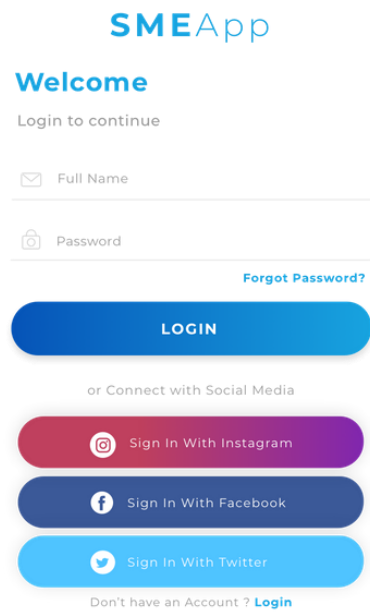 SMEApp
Welcome
Login to continue
Full Name
Password
Forgot Password?
LOGIN
or Connect with Social Media
Sign In With Instagram
Sign In With Facebook
Sign In With Twitter
Don't have an Account ? Login